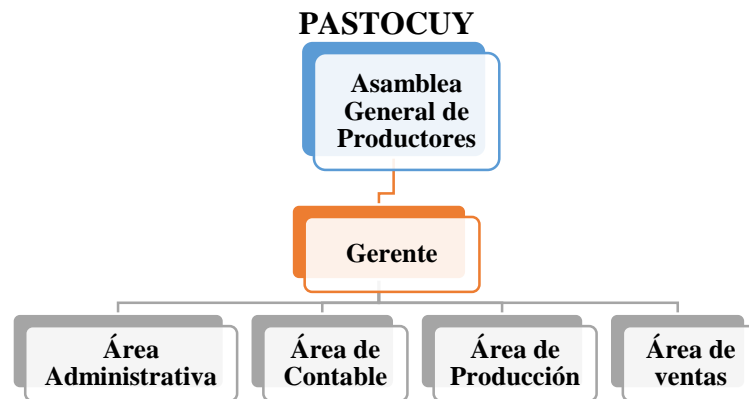 PASTOCUY
Asamblea
General de
Productores
Gerente
Área
Administrativa
Área de
Contable
Área de
Producción
Área de
ventas